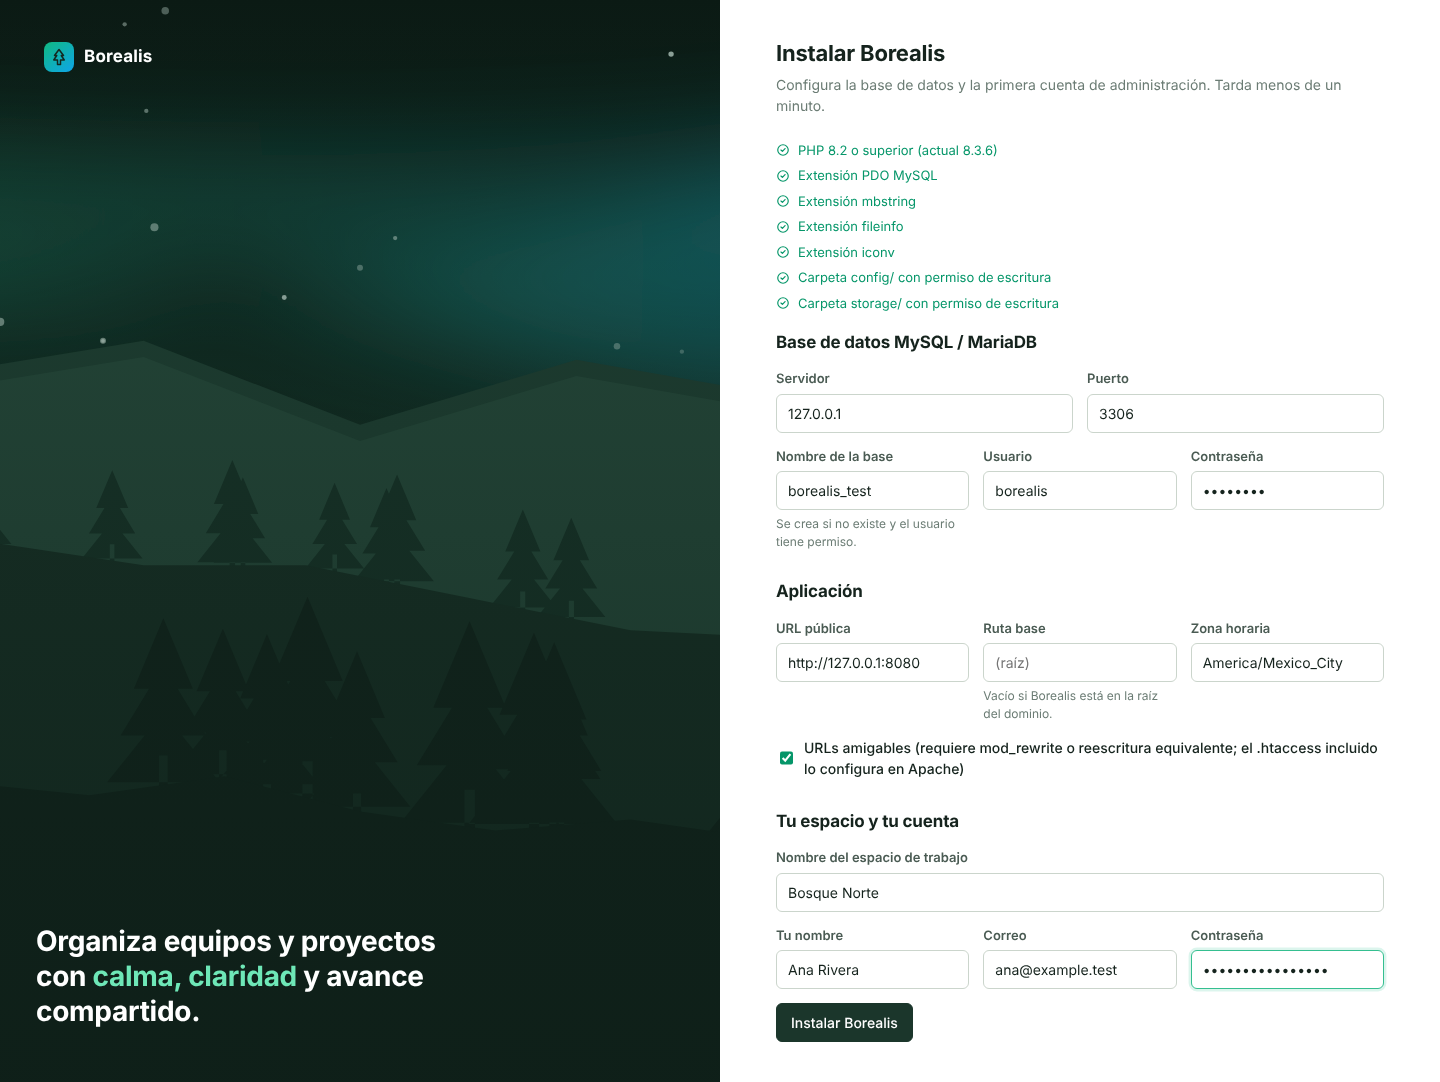 Borealis
Organiza equipos y proyectos
con calma, claridad y avance
compartido.
Instalar Borealis
Configura la base de datos y la primera cuenta de administración. Tarda menos de un
minuto.
PHP 8.2 o superior (actual 8.3.6)
Extensión PDO MySQL
Extensión mbstring
Extensión fileinfo
Extensión iconv
Carpeta config/ con permiso de escritura
Carpeta storage/ con permiso de escritura
Base de datos MySQL / MariaDB
Servidor
127.0.0.1
Puerto
3306
Nombre de la base
borealis_test
Se crea si no existe y el usuario
tiene permiso.
Usuario
borealis
Contraseña
••••••••
Aplicación
URL pública
http://127.0.0.1:8080
Ruta base
(raíz)
Vacío si Borealis está en la raíz
del dominio.
Zona horaria
America/Mexico_City
URLs amigables (requiere mod_rewrite o reescritura equivalente; el .htaccess incluido
lo configura en Apache)
Tu espacio y tu cuenta
Nombre del espacio de trabajo
Bosque Norte
Tu nombre
Ana Rivera
Correo
ana@example.test
Contraseña
••••••••••••••••
Instalar Borealis